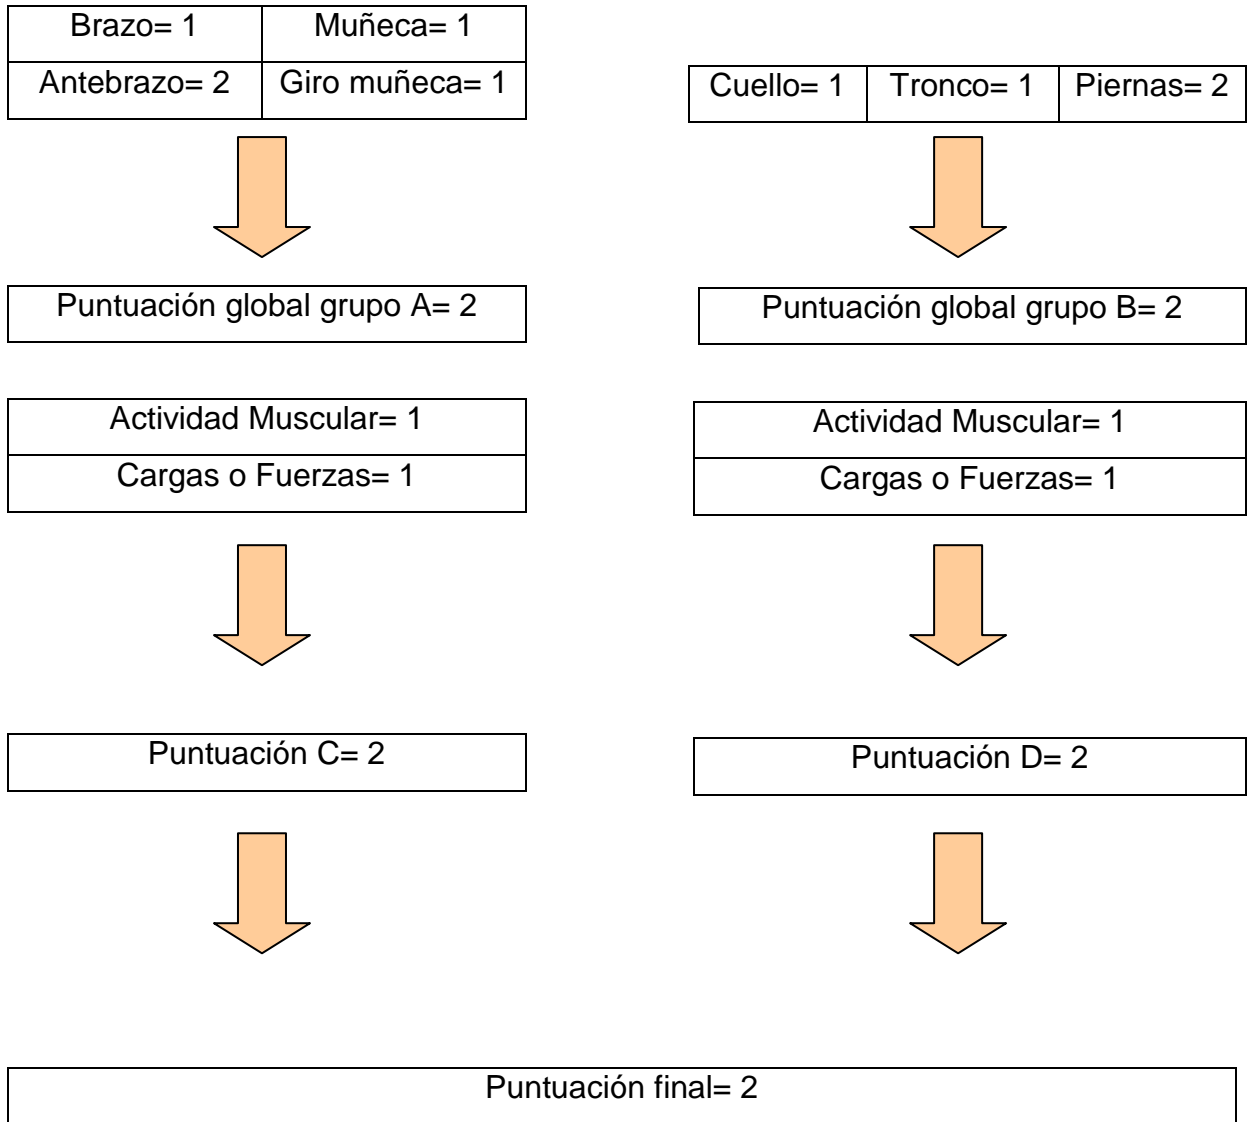 Brazo= 1 Muñeca= 1
Antebrazo= 2 Giro muñeca= 1
Cuello= 1 Tronco= 1 Piernas= 2
Puntuación global grupo A= 2
Puntuación global grupo B= 2
Actividad Muscular= 1
Cargas o Fuerzas= 1
Actividad Muscular= 1
Cargas o Fuerzas= 1
Puntuación C= 2
Puntuación D= 2
Puntuación final= 2